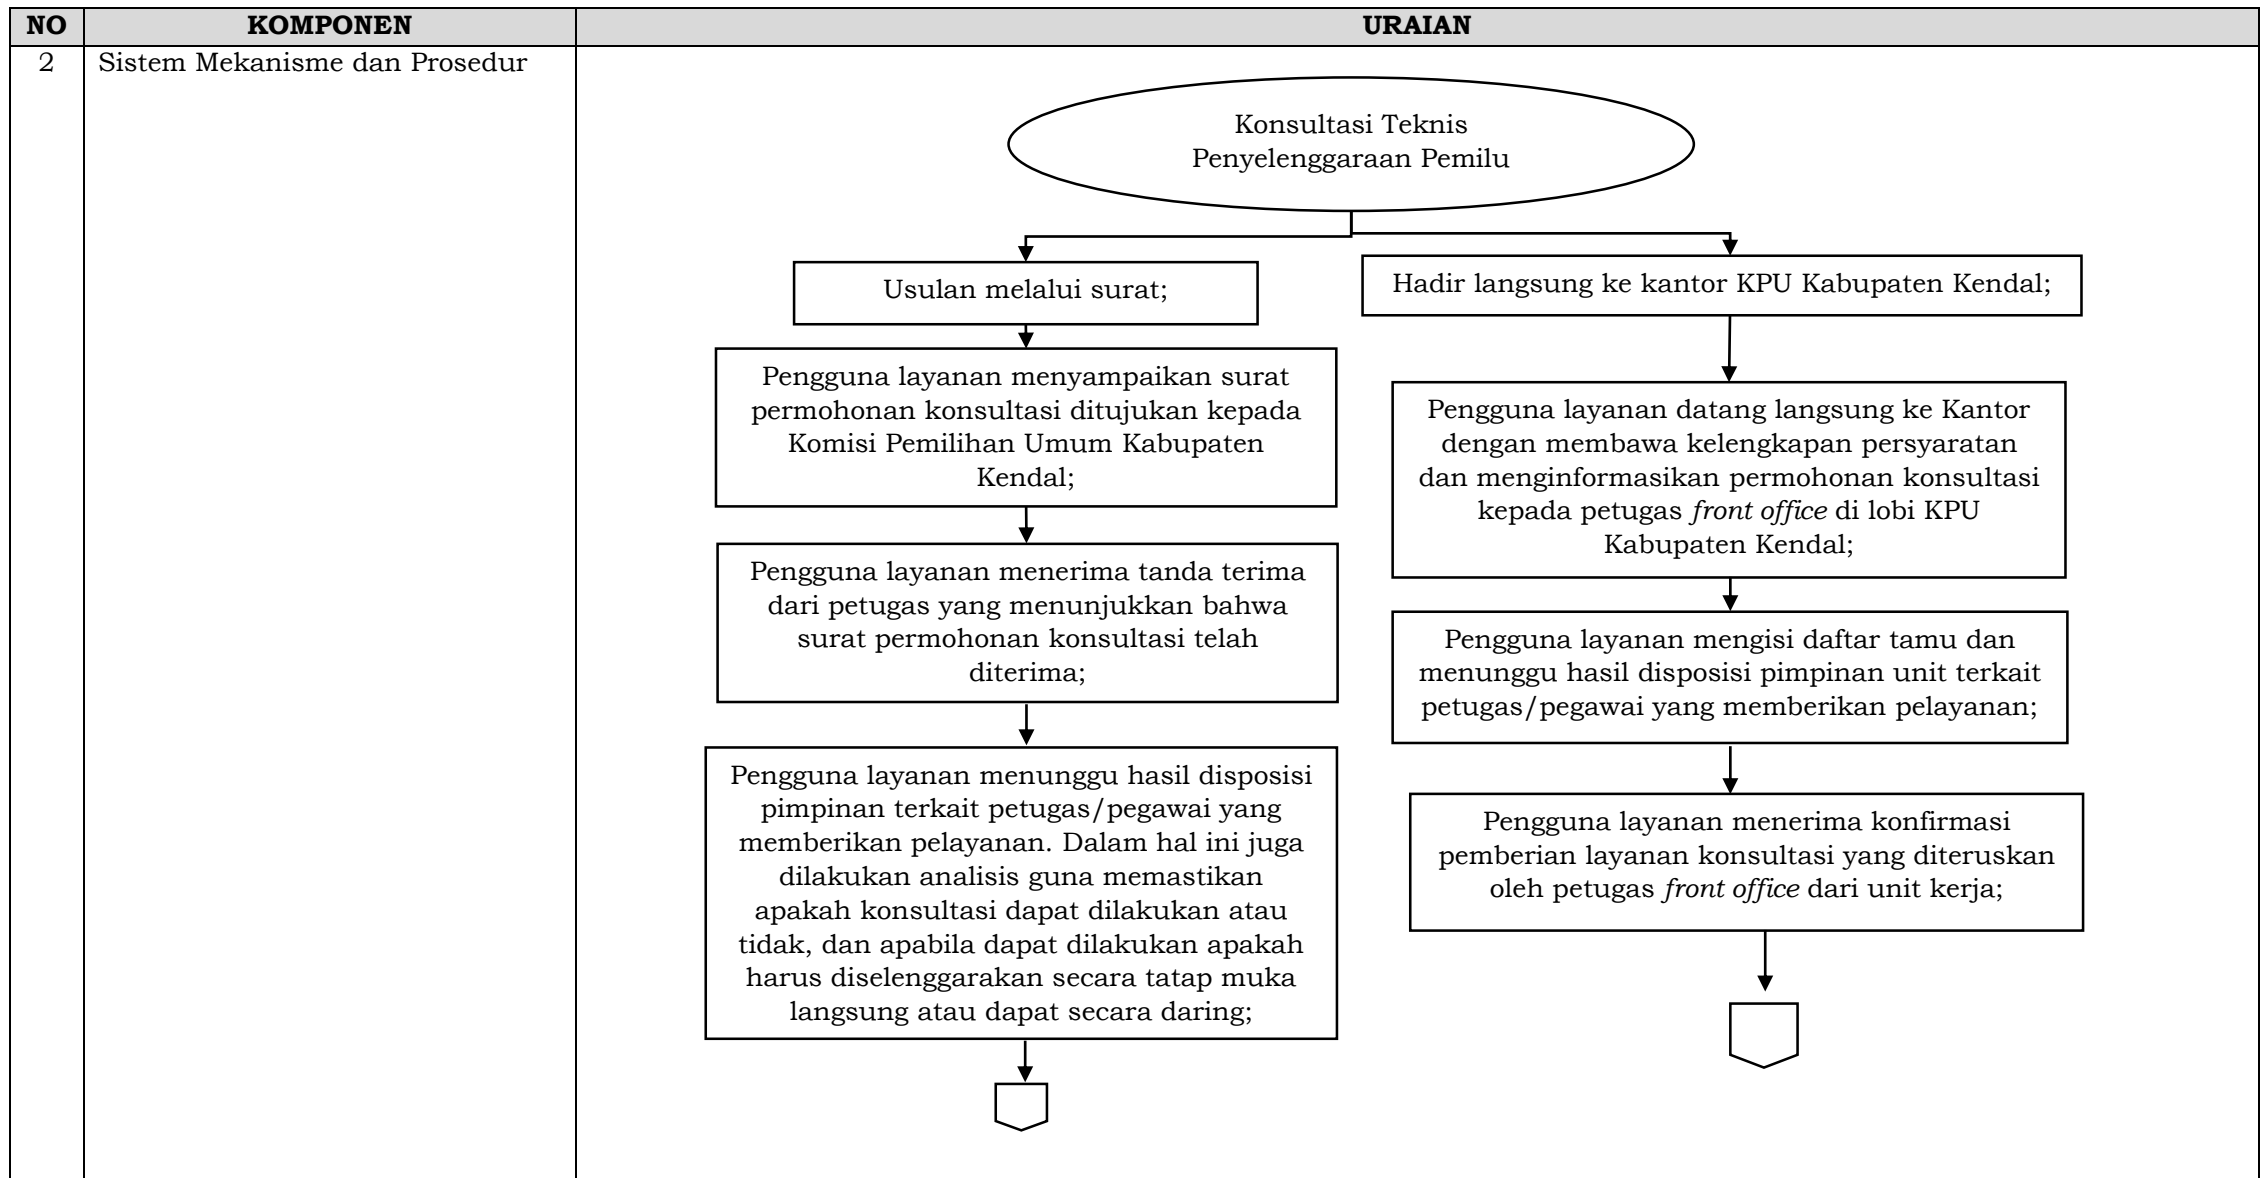 NO KOMPONEN URAIAN
2 Sistem Mekanisme dan Prosedur
Konsultasi Teknis
Penyelenggaraan Pemilu
Usulan melalui surat;
Pengguna layanan menyampaikan surat
permohonan konsultasi ditujukan kepada
Komisi Pemilihan Umum Kabupaten
Kendal;
Pengguna layanan menerima tanda terima
dari petugas yang menunjukkan bahwa
surat permohonan konsultasi telah
diterima;
Pengguna layanan menunggu hasil disposisi
pimpinan terkait petugas/pegawai yang
memberikan pelayanan. Dalam hal ini juga
dilakukan analisis guna memastikan
apakah konsultasi dapat dilakukan atau
tidak, dan apabila dapat dilakukan apakah
harus diselenggarakan secara tatap muka
langsung atau dapat secara daring;
Hadir langsung ke kantor KPU Kabupaten Kendal;
Pengguna layanan datang langsung ke Kantor
dengan membawa kelengkapan persyaratan
dan menginformasikan permohonan konsultasi
kepada petugas front office di lobi KPU
Kabupaten Kendal;
Pengguna layanan mengisi daftar tamu dan
menunggu hasil disposisi pimpinan unit terkait
petugas/pegawai yang memberikan pelayanan;
Pengguna layanan menerima konfirmasi
pemberian layanan konsultasi yang diteruskan
oleh petugas front office dari unit kerja;